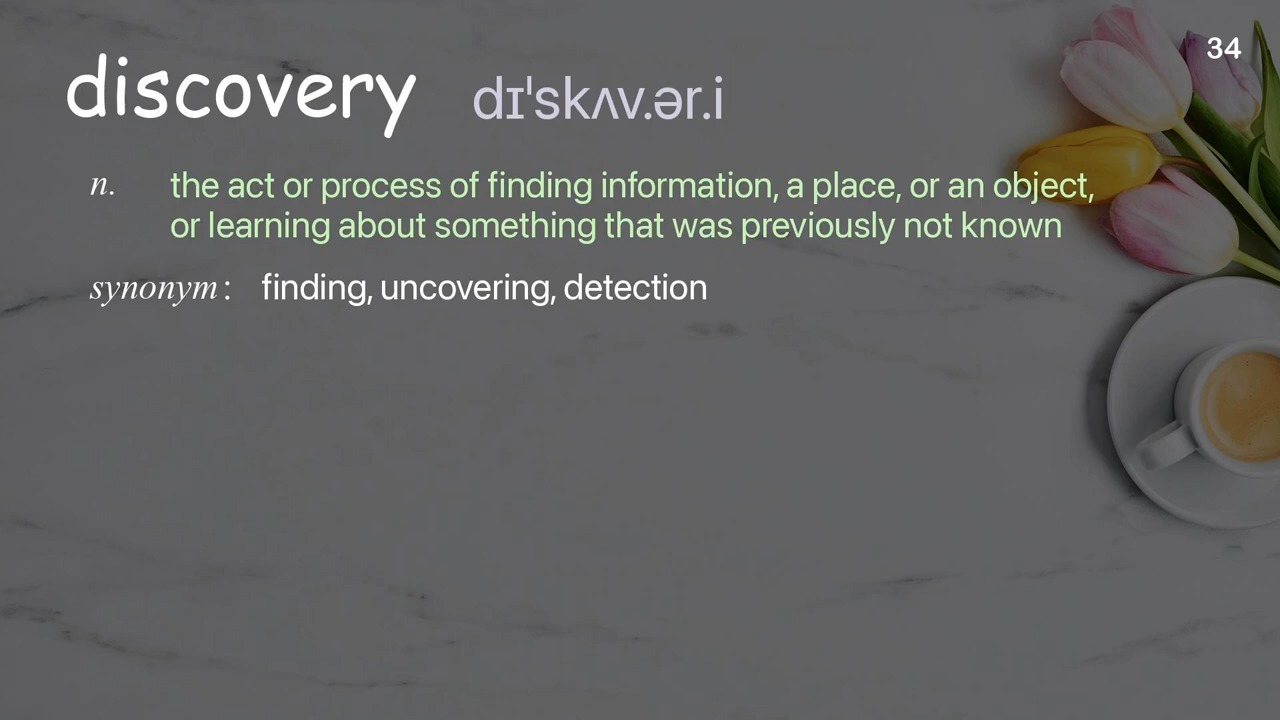 34
discovery dɪˈskʌv.ər.i
n. the act or process of finding information, a place, or an object,
or learning about something that was previously not known
synonym: finding, uncovering, detection